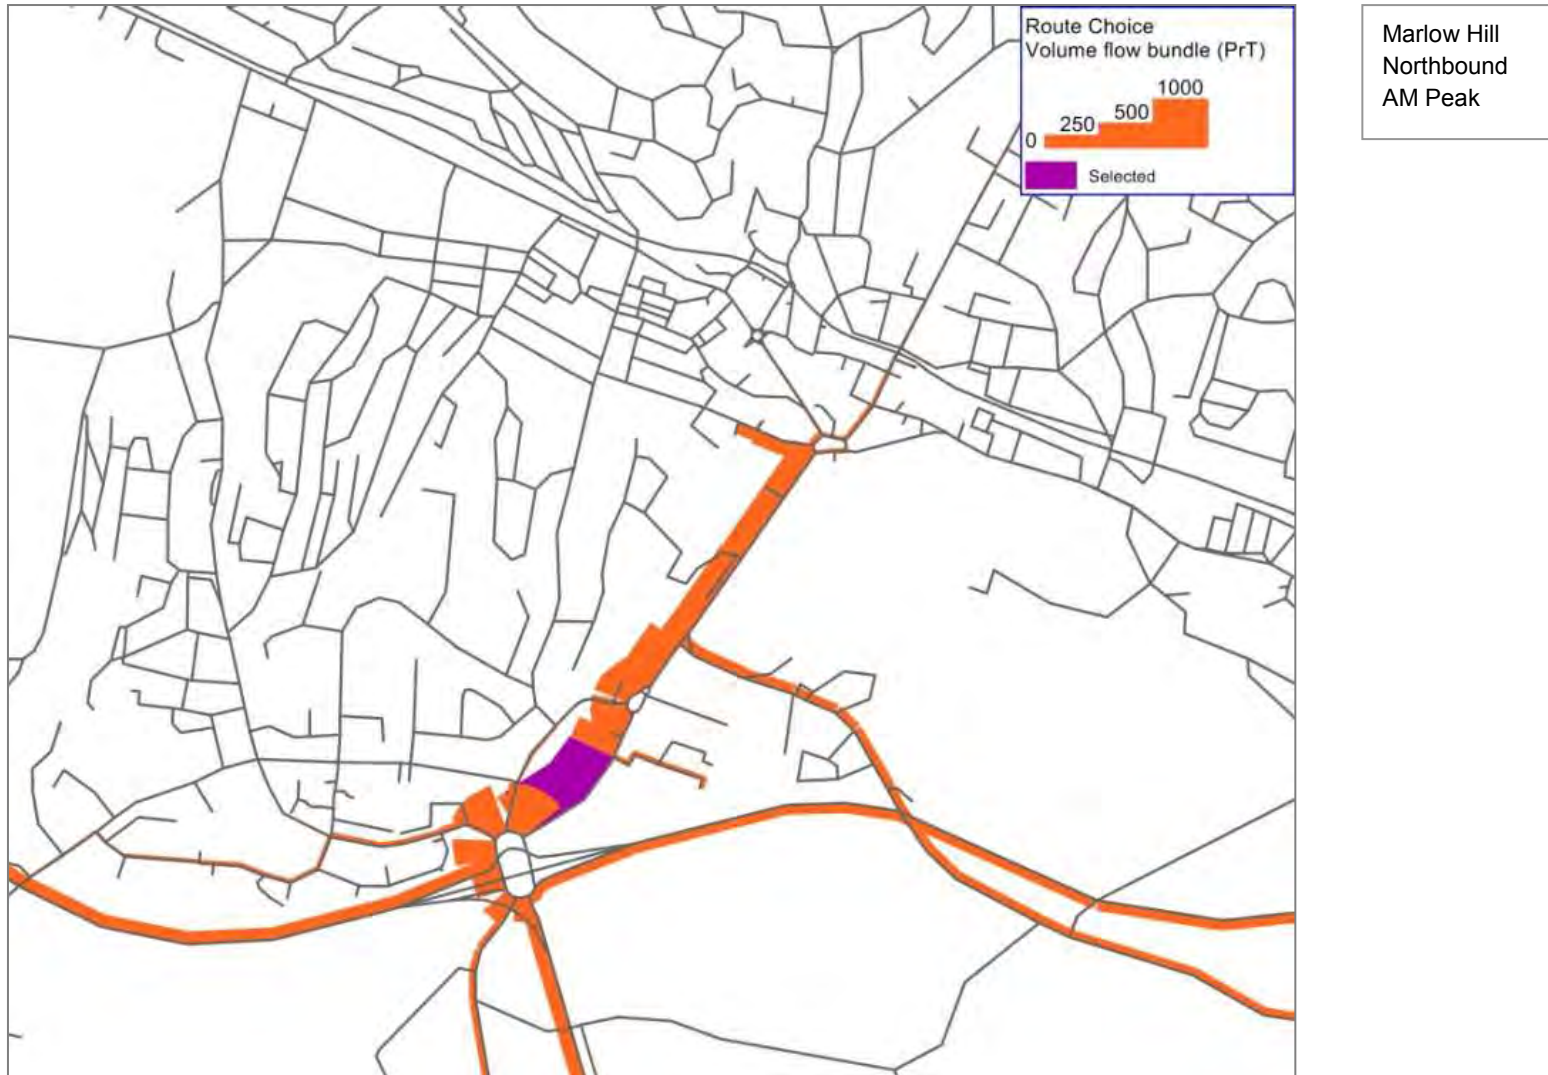 Route Choice
Volume flow bundle (PrT)
1000
500
250
0
Selected
Marlow Hill
Northbound
AM Peak